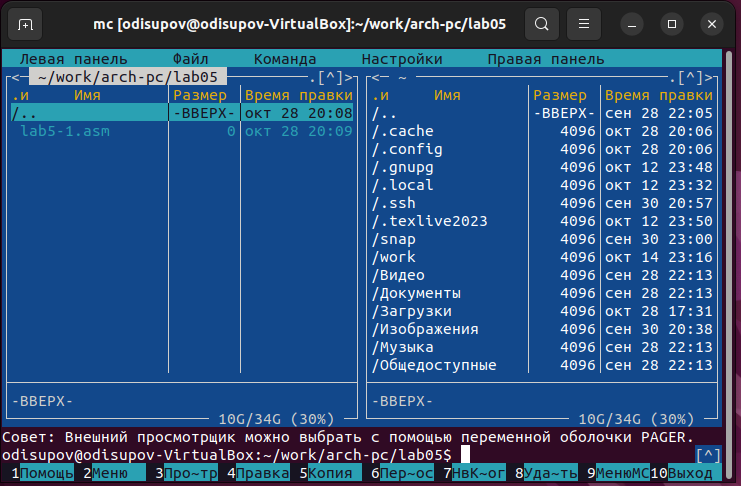 mc [odisupov@odisupov-VirtualBox]:~/work/arch-pc/lab05
Левая панель Файл Команда Настройки Правая панель
<─ ~/work/arch-pc/lab05 ─.[^]>
.и Имя Размер Время правки
/.. -ВВЕРХ- окт 28 20:08
lab5-1.asm 0 окт 28 20:09
-ВВЕРХ-
10G/34G (30%)
<─ ~ ─.[^]>
.и Имя Размер Время правки
/.. -ВВЕРХ- сен 28 22:05
/.cache 4096 окт 28 20:06
/.config 4096 окт 28 20:06
/.gnupg 4096 окт 12 23:48
/.local 4096 окт 12 23:32
/.ssh 4096 сен 30 20:57
/.texlive2023 4096 окт 12 23:50
/snap 4096 сен 30 23:00
/work 4096 окт 14 23:16
/Видео 4096 сен 28 22:13
/Документы 4096 сен 28 22:13
/Загрузки 4096 окт 28 17:31
/Изображения 4096 сен 30 20:38
/Музыка 4096 сен 28 22:13
/Общедоступные 4096 сен 28 22:13
-ВВЕРХ-
10G/34G (30%)
Совет: Внешний просмотрщик можно выбрать с помощью переменной оболочки PAGER.
odisupov@odisupov-VirtualBox:~/work/arch-pc/lab05$ [^]
1Помощь 2Меню 3Про~тр 4Правка 5Копия 6Пер~ос 7НвК~ог 8Уда~ть 9МенюМС 10Выход